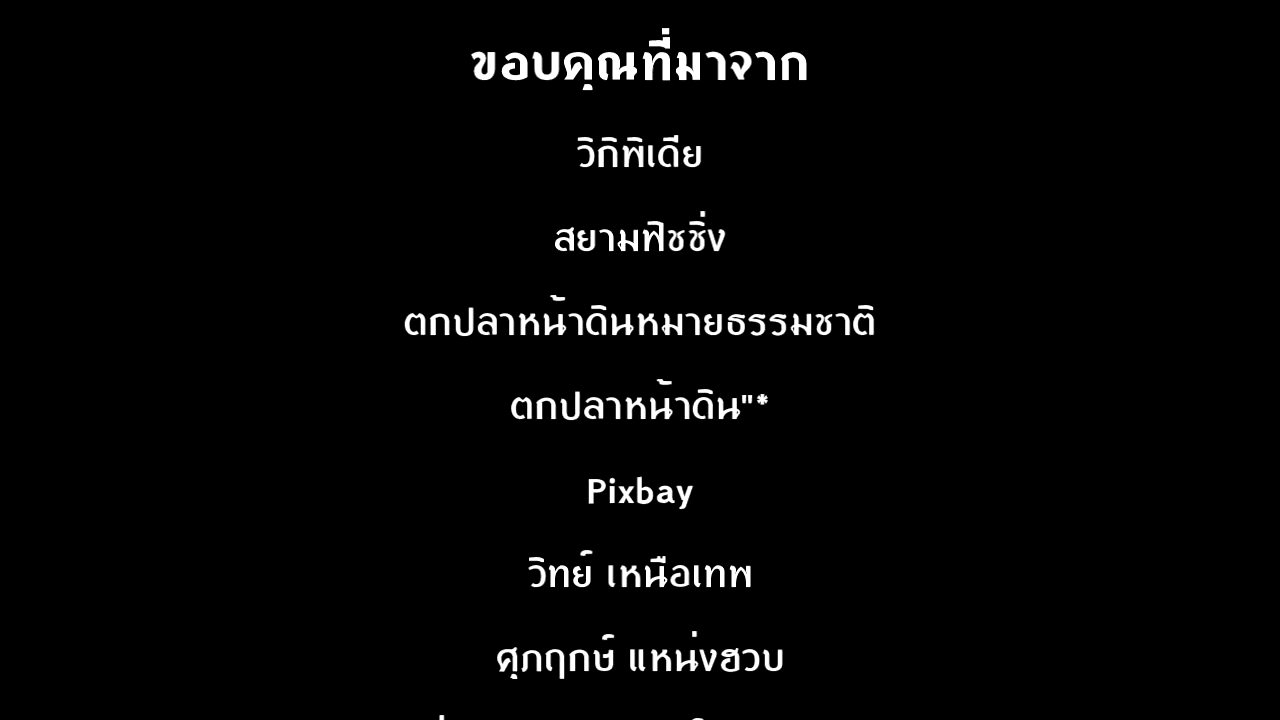 ขอบคุณที่มาจาก
วิกิพิเดีย
สยามฟิชชิ่ง
ตกปลาหน้าดินหมายธรรมชาติ
ตกปลาหน้าดิน"*
Pixbay
วิทย์ เหนือเทพ
ศุภฤกษ์ แหน่งฮวบ